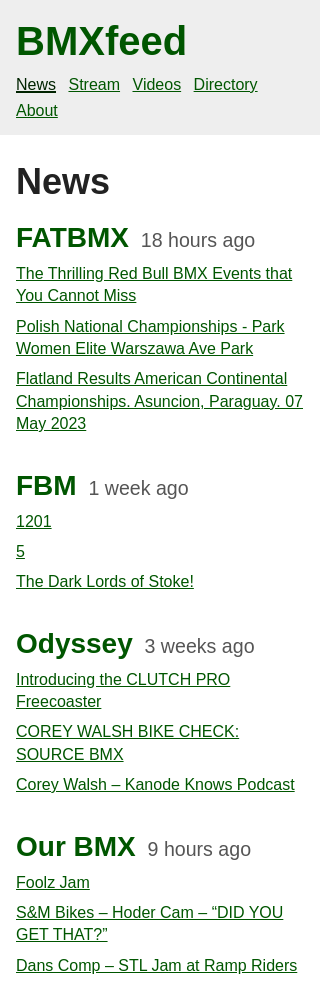 BMXfeed
News Stream Videos Directory
About
News
FATBMX 18 hours ago
The Thrilling Red Bull BMX Events that
You Cannot Miss
Polish National Championships - Park
Women Elite Warszawa Ave Park
Flatland Results American Continental
Championships. Asuncion, Paraguay. 07
May 2023
FBM 1 week ago
1201
5
The Dark Lords of Stoke!
Odyssey 3 weeks ago
Introducing the CLUTCH PRO
Freecoaster
COREY WALSH BIKE CHECK:
SOURCE BMX
Corey Walsh – Kanode Knows Podcast
Our BMX 9 hours ago
Foolz Jam
S&M Bikes – Hoder Cam – “DID YOU
GET THAT?”
Dans Comp – STL Jam at Ramp Riders